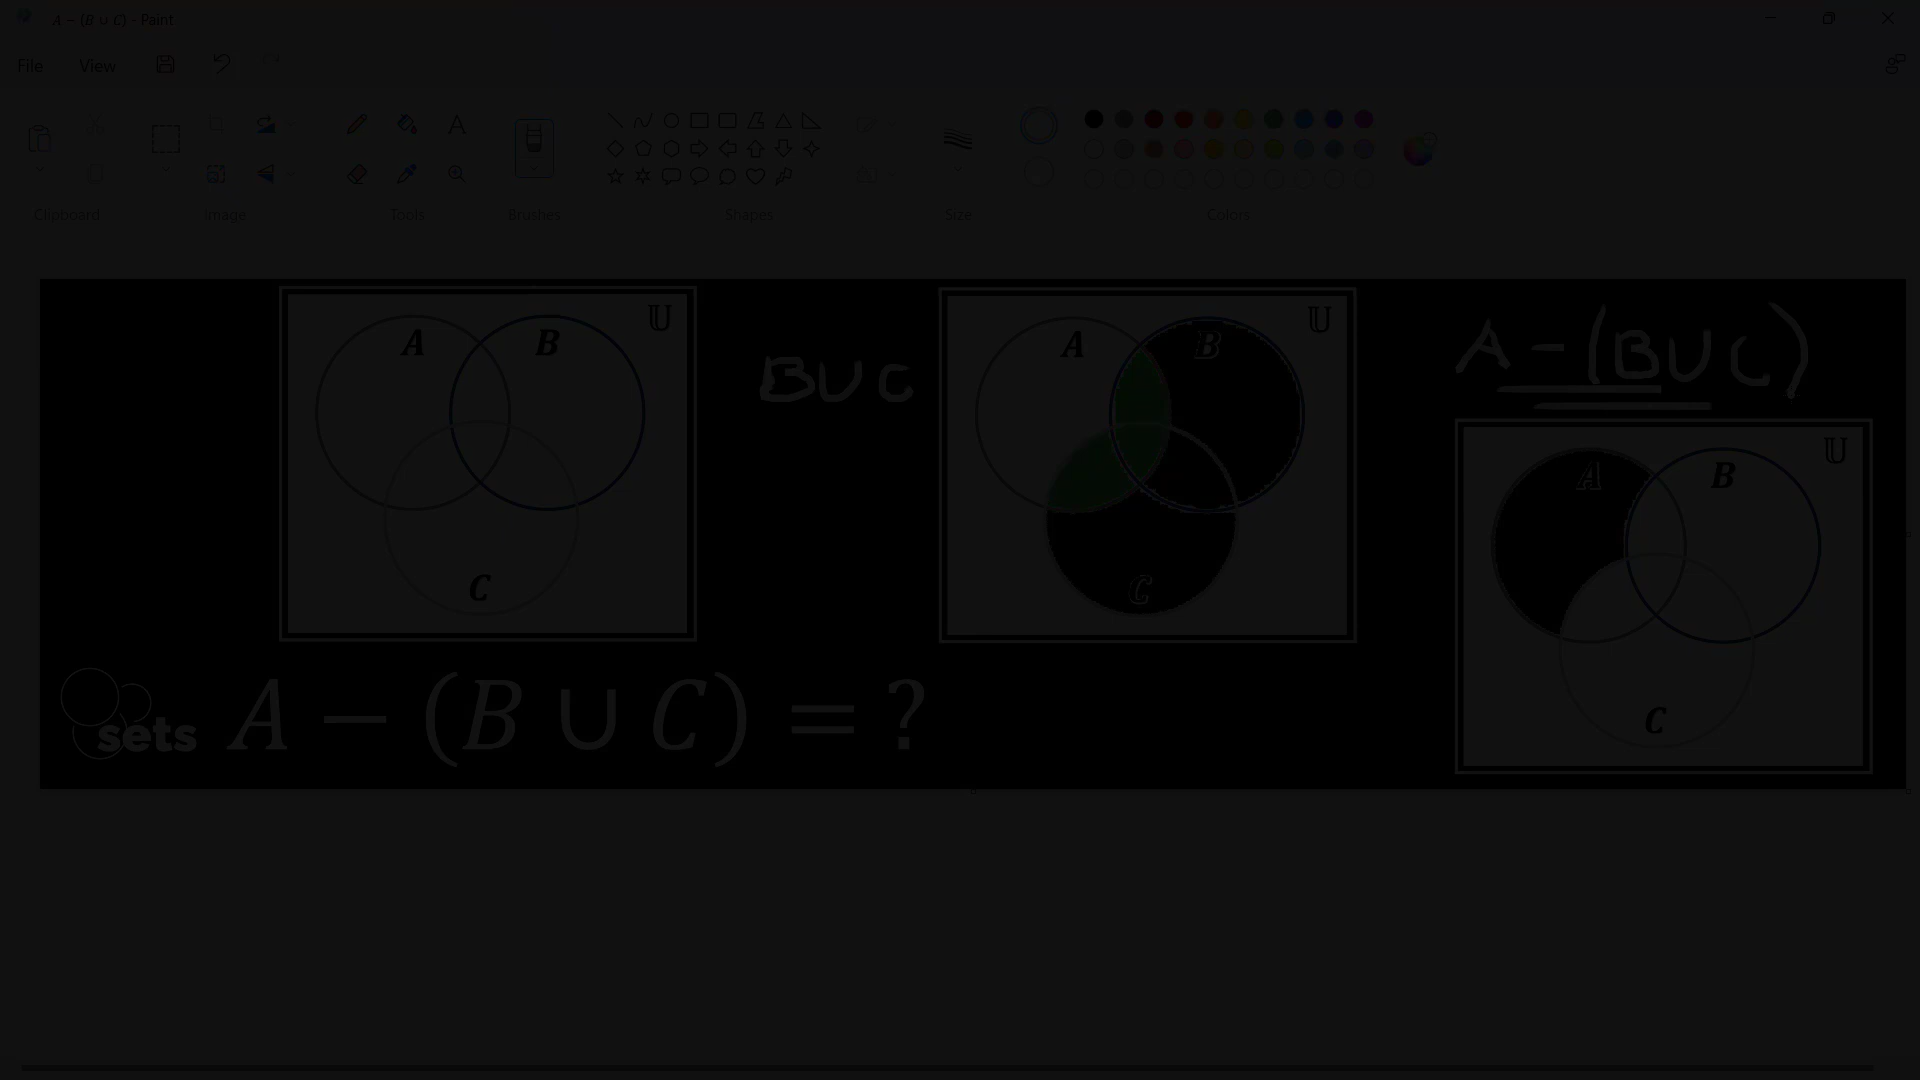 A – (B ∪ C) - Paint
File View
Clipboard Image Tools Brushes Shapes Size Colors
A B 𝕌
C
B ∪ C
A B 𝕌
C
A – (B ∪ C)
A B 𝕌
C
sets A – (B ∪ C) = ?